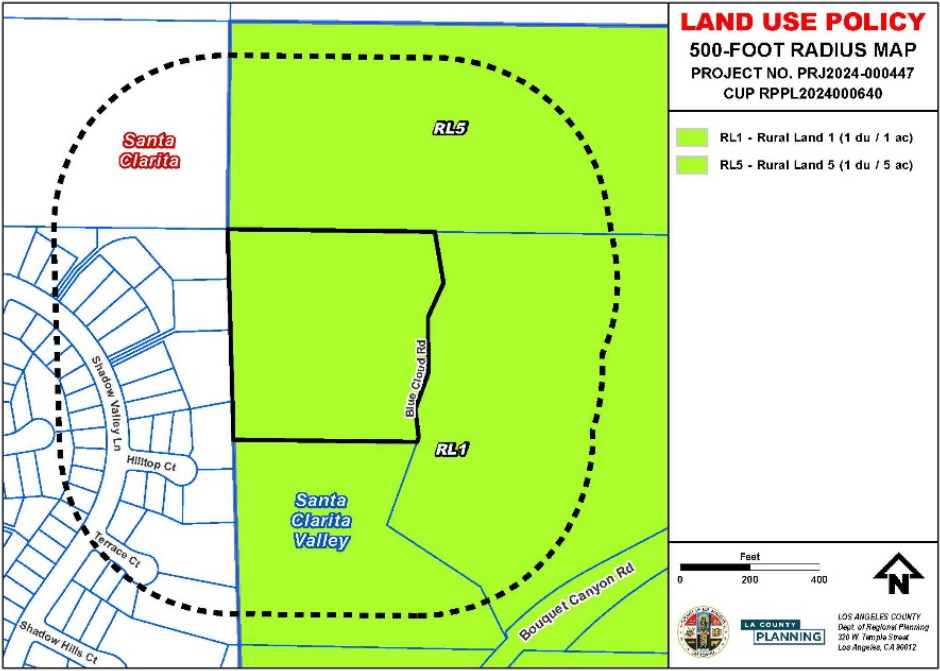 LAND USE POLICY
500-FOOT RADIUS MAP
PROJECT NO. PRJ2024-000447
CUP RPPL2024000640
RL1 - Rural Land 1 (1 du / 1 ac)
RL5 - Rural Land 5 (1 du / 5 ac)
Santa
Clarita
RL5
Blue Cloud Rd
Shadow Valley Ln
RL1
Hilltop Ct
Santa
Clarita
Valley
Terrace Ct
Bouquet Canyon Rd
Shadow Hills Ct
Feet
0 200 400
N
LA COUNTY
PLANNING
LOS ANGELES COUNTY
Dept. of Regional Planning
320 W. Temple Street
Los Angeles, CA 90012